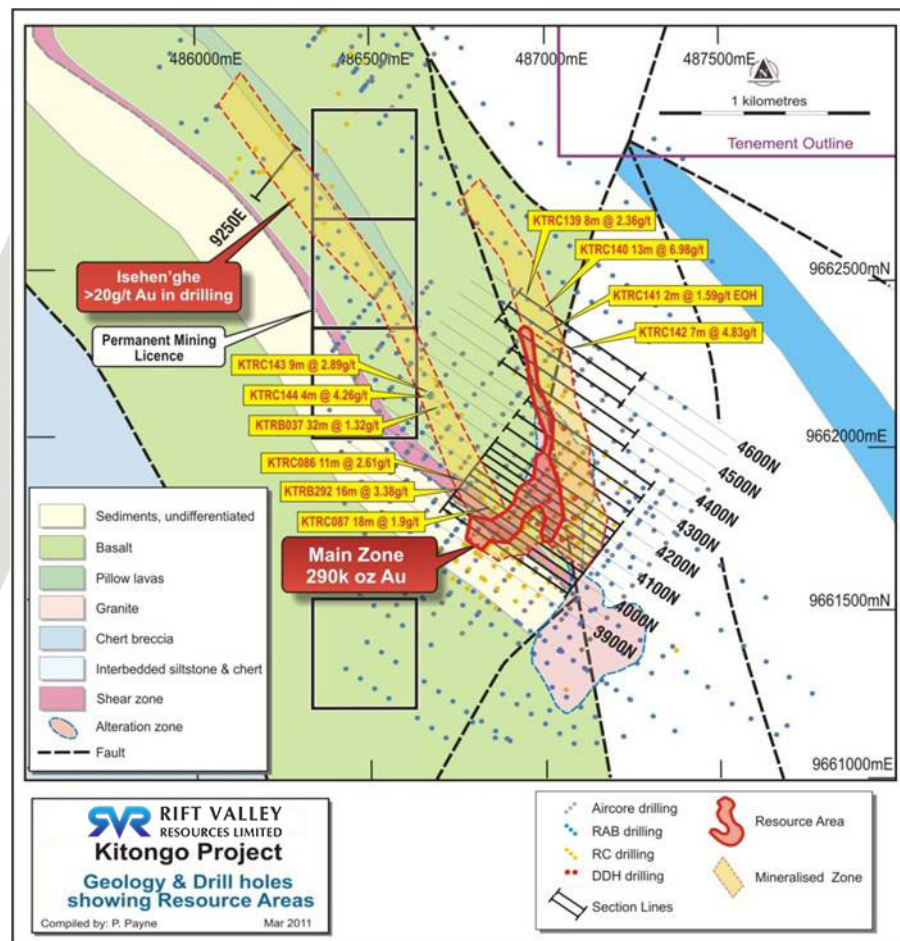 486000mE
486500mE
487000mE
487500mE
N
1 kilometres
Tenement Outline
9250E
KTRC139 8m @ 2.36g/t
KTRC140 13m @ 6.98g/t
KTRC141 2m @ 1.59g/t EOH
KTRC142 7m @ 4.83g/t
9662500mN
Isehen'ghe
>20g/t Au in drilling
Permanent Mining
Licence
KTRC143 9m @ 2.89g/t
KTRC144 4m @ 4.26g/t
KTRB037 32m @ 1.32g/t
KTRC086 11m @ 2.61g/t
KTRB292 16m @ 3.38g/t
KTRC087 18m @ 1.9g/t
9662000mE
4600N
4500N
4400N
4300N
4200N
4100N
4000N
3900N
Main Zone
290k oz Au
9661500mN
9661000mE
Sediments, undifferentiated
Basalt
Pillow lavas
Granite
Chert breccia
Interbedded siltstone & chert
Shear zone
Alteration zone
Fault
SVR RIFT VALLEY
RESOURCES LIMITED
Kitongo Project
Geology & Drill holes
showing Resource Areas
Compiled by: P. Payne Mar 2011
Aircore drilling
RAB drilling
RC drilling
DDH drilling
Section Lines
Resource Area
Mineralised Zone